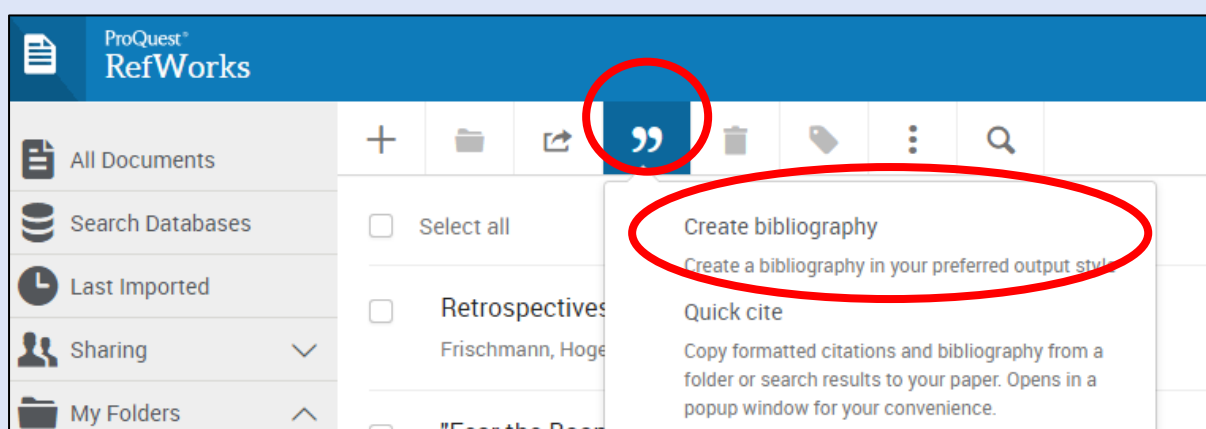 ProQuest®
RefWorks
All Documents
Search Databases
Last Imported
Sharing
My Folders
Select all
Retrospectives
Frischmann, Hoge
"Fear the
Create bibliography
Create a bibliography in your preferred output style
Quick cite
Copy formatted citations and bibliography from a
folder or search results to your paper. Opens in a
popup window for your convenience.